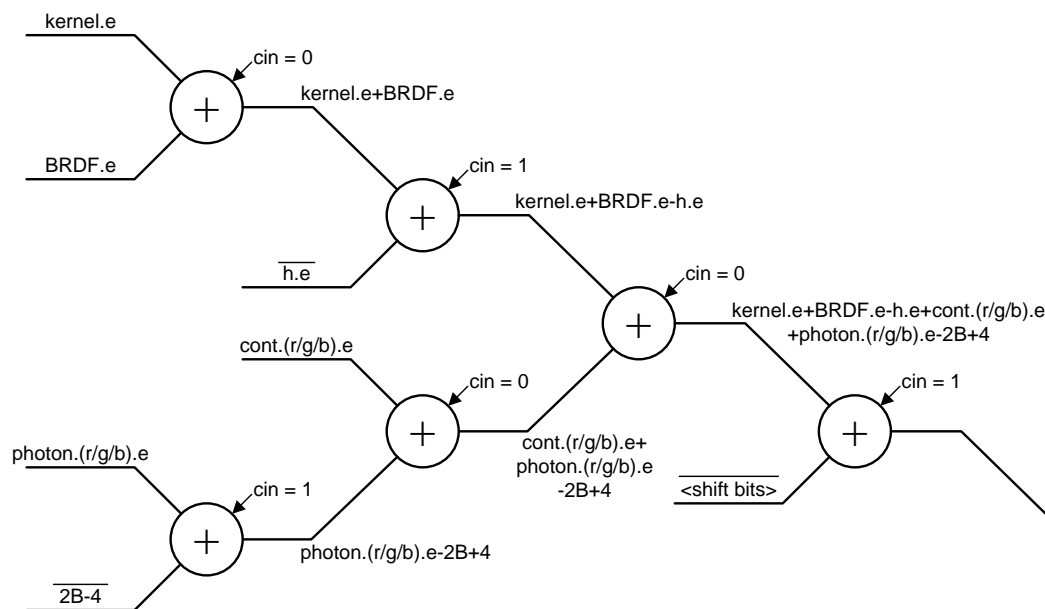 kernel.e
cin = 0
+
kernel.e+BRDF.e
BRDF.e
cin = 1
+
kernel.e+BRDF.e-h.e
h.e
cin = 0
+
kernel.e+BRDF.e-h.e+cont.(r/g/b).e
+photon.(r/g/b).e-2B+4
cont.(r/g/b).e
cin = 0
+
cont.(r/g/b).e+
photon.(r/g/b).e
-2B+4
cin = 1
+
<shift bits>
photon.(r/g/b).e
cin = 1
+
photon.(r/g/b).e-2B+4
2B-4